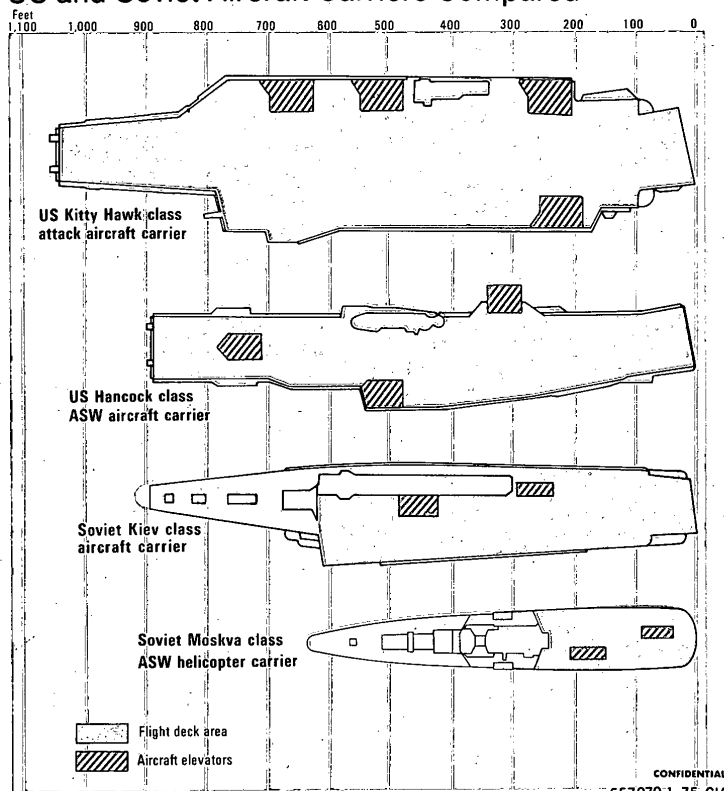 US and Soviet Aircraft Carriers Compared
Feet
1,100 1,000 900 800 700 600 500 400 300 200 100 0
US Kitty Hawk class
attack aircraft carrier
US Hancock class
ASW aircraft carrier
Soviet Kiev class
aircraft carrier
Soviet Moskva class
ASW helicopter carrier
Flight deck area
Aircraft elevators
CONFIDENTIAL